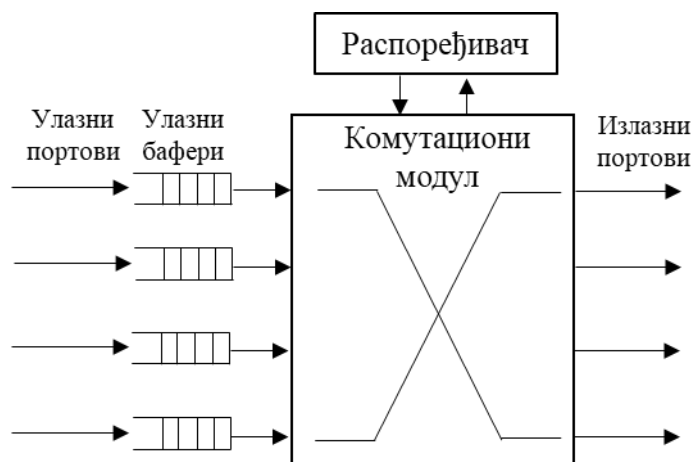 Распоређивач
Улазни
портови
Улазни
бафери
Комутациони
модул
Излазни
портови